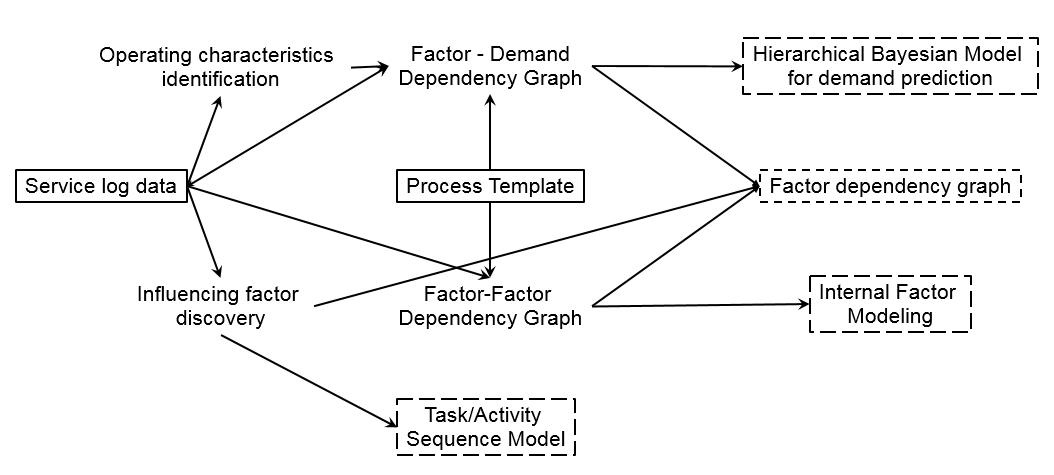 Operating characteristics
identification
Factor - Demand
Dependency Graph
Hierarchical Bayesian Model
for demand prediction
Service log data
Process Template
Factor dependency graph
Influencing factor
discovery
Factor-Factor
Dependency Graph
Internal Factor
Modeling
Task/Activity
Sequence Model